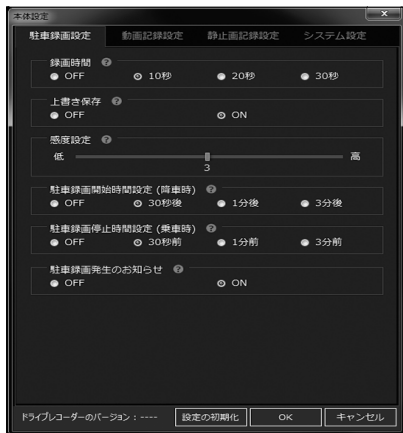 本体設定
駐車録画設定 動画記録設定 静止画記録設定 システム設定
録画時間 ?
OFF 10秒 20秒 30秒
上書き保存 ?
OFF ON
感度設定 ?
低 高
3
駐車録画開始時間設定 (降車時) ?
OFF 30秒後 1分後 3分後
駐車録画停止時間設定 (乗車時) ?
OFF 30秒前 1分前 3分前
駐車録画発生のお知らせ ?
OFF ON
ドライブレコーダーのバージョン : ---- 設定の初期化 OK キャンセル